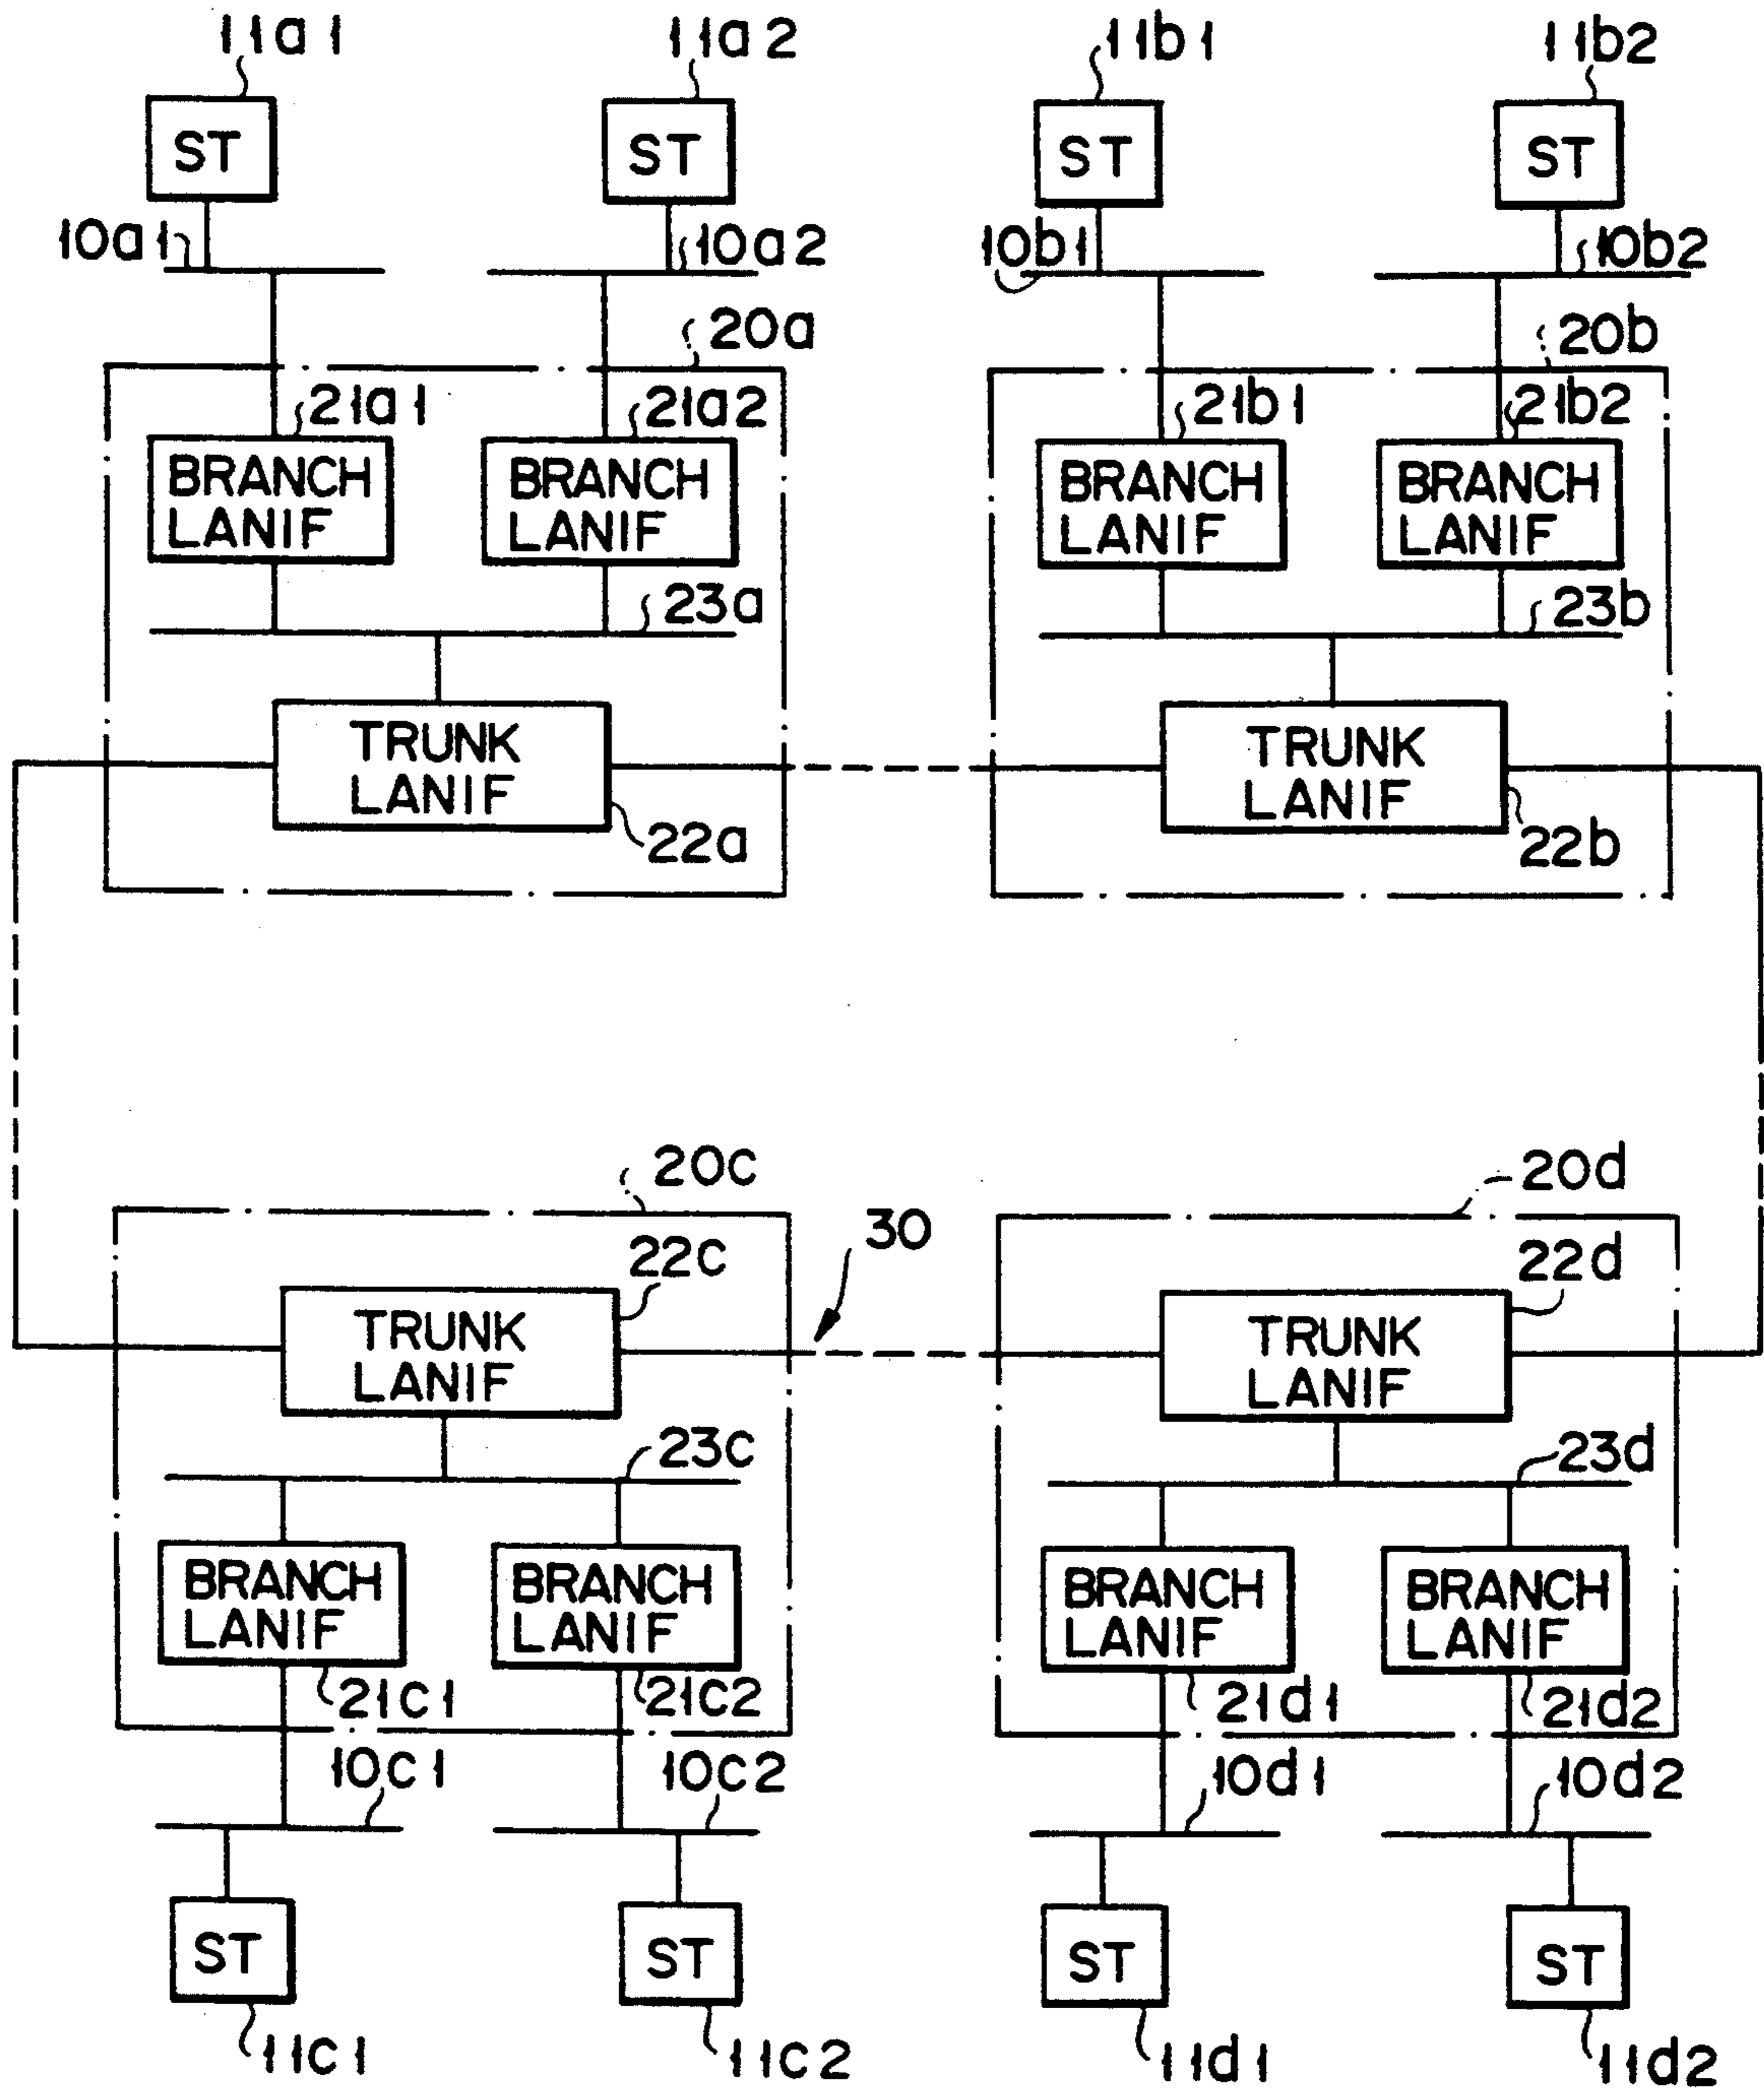 11a1
11a2
11b1
11b2
ST
ST
ST
ST
10a1
10a2
10b1
10b2
20a
20b
21a1
21a2
21b1
21b2
BRANCH
LANIF
BRANCH
LANIF
BRANCH
LANIF
BRANCH
LANIF
23a
23b
TRUNK
LANIF
TRUNK
LANIF
22a
22b
20c
20d
30
22c
22d
TRUNK
LANIF
TRUNK
LANIF
23c
23d
BRANCH
LANIF
BRANCH
LANIF
BRANCH
LANIF
BRANCH
LANIF
21c1
21c2
21d1
21d2
10c1
10c2
10d1
10d2
ST
ST
ST
ST
11c1
11c2
11d1
11d2